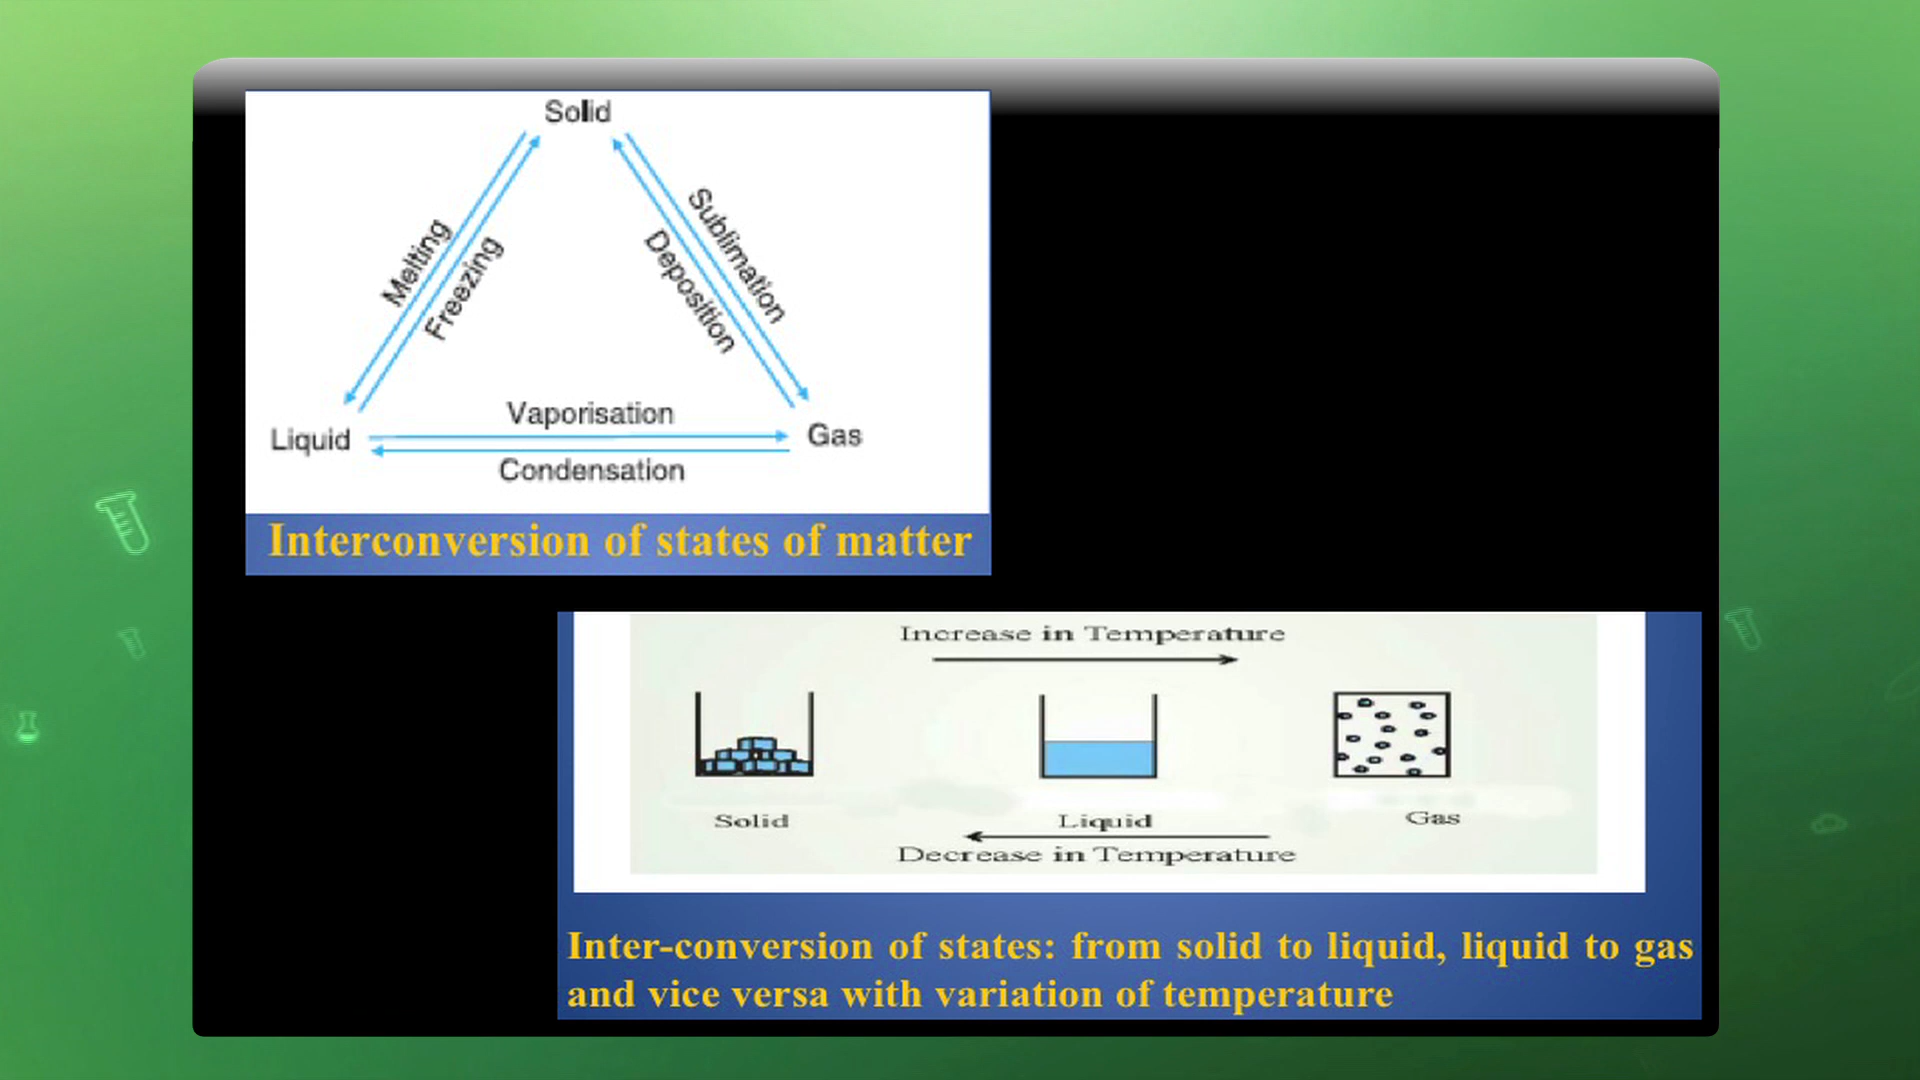 Solid
Melting
Freezing
Sublimation
Deposition
Vaporisation
Liquid
Gas
Condensation
Interconversion of states of matter
Increase in Temperature
Solid
Liquid
Gas
Decrease in Temperature
Inter-conversion of states: from solid to liquid, liquid to gas
and vice versa with variation of temperature